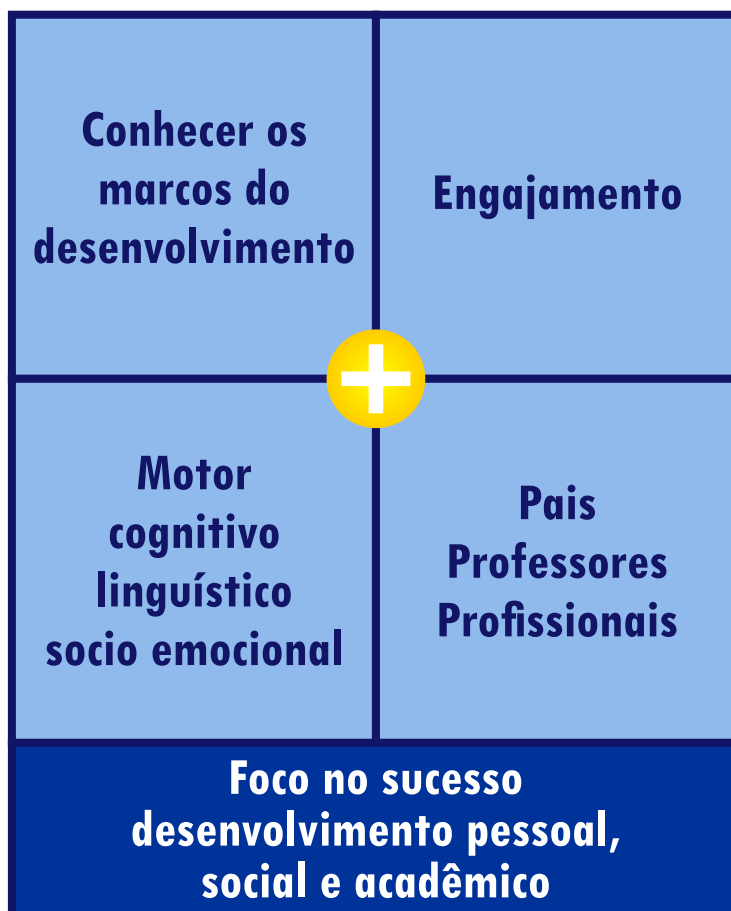 Conhecer os
marcos do
desenvolvimento
Engajamento
Motor
cognitivo
linguístico
socio emocional
Pais
Professores
Profissionais
Foco no sucesso
desenvolvimento pessoal,
social e acadêmico